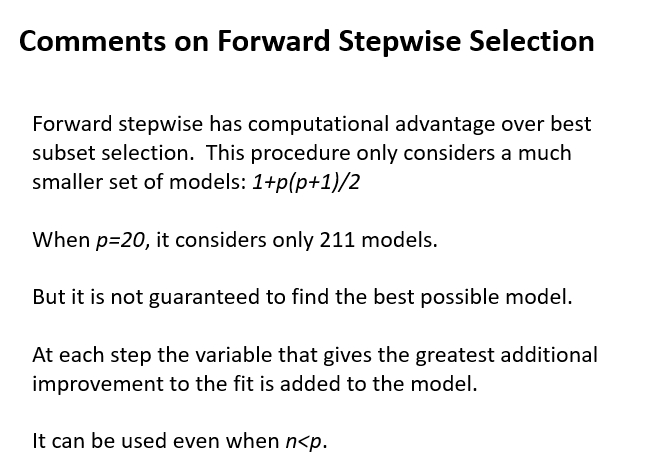 Comments on Forward Stepwise Selection
Forward stepwise has computational advantage over best
subset selection.  This procedure only considers a much
smaller set of models: 1+p(p+1)/2
When p=20, it considers only 211 models.
But it is not guaranteed to find the best possible model.
At each step the variable that gives the greatest additional
improvement to the fit is added to the model.
It can be used even when n<p.